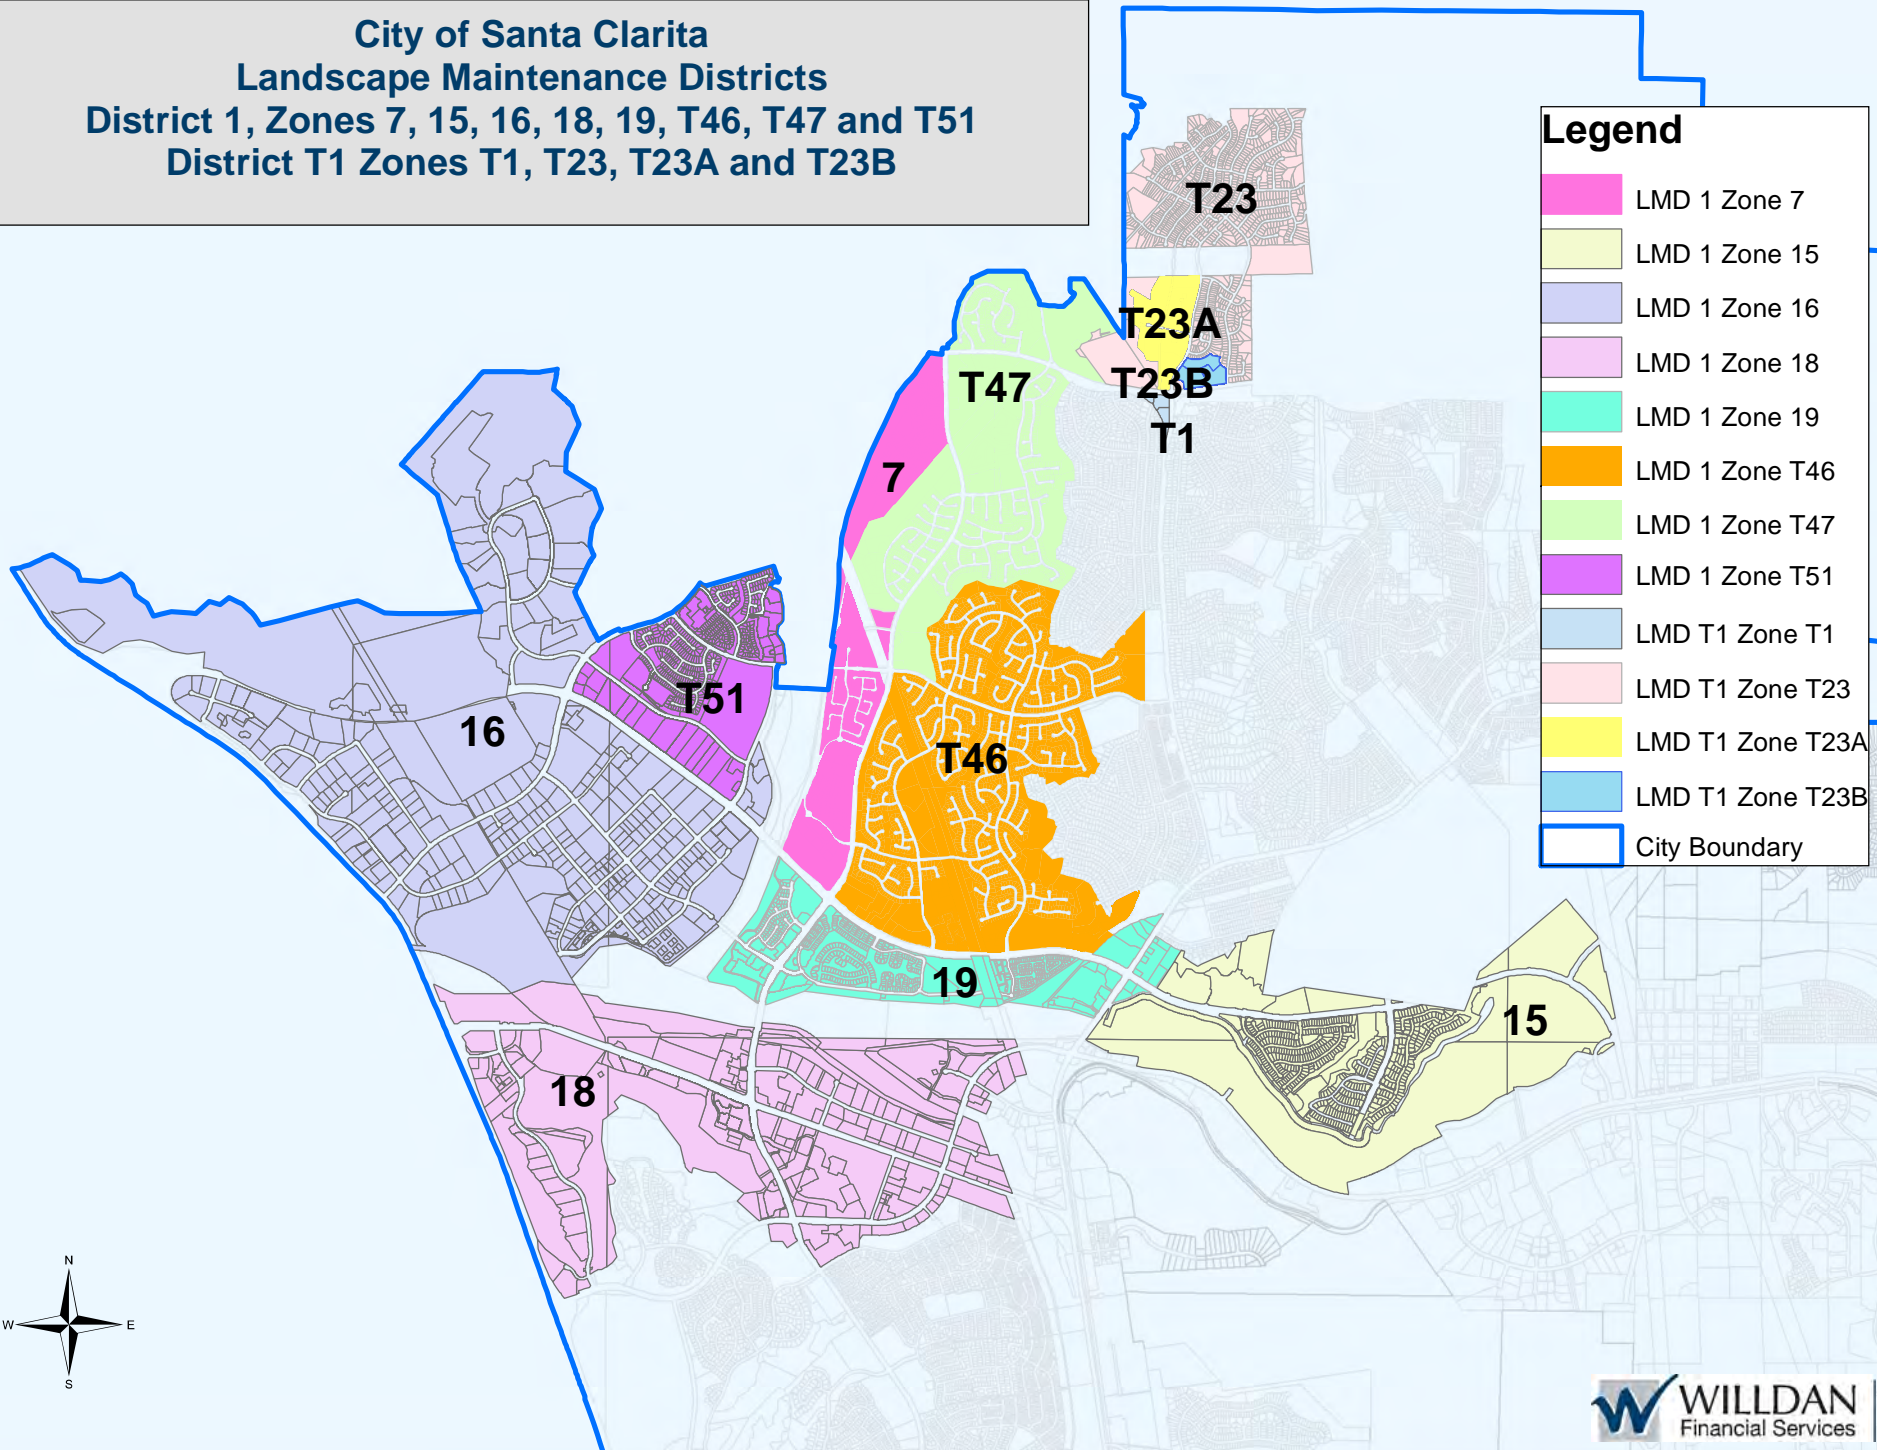 City of Santa Clarita
Landscape Maintenance Districts
District 1, Zones 7, 15, 16, 18, 19, T46, T47 and T51
District T1 Zones T1, T23, T23A and T23B
Legend
LMD 1 Zone 7
LMD 1 Zone 15
LMD 1 Zone 16
LMD 1 Zone 18
LMD 1 Zone 19
LMD 1 Zone T46
LMD 1 Zone T47
LMD 1 Zone T51
LMD T1 Zone T1
LMD T1 Zone T23
LMD T1 Zone T23A
LMD T1 Zone T23B
City Boundary
T23
T23A
T47
T23B
T1
7
T51
16
T46
19
15
18
N
W E
S
WILLDAN
Financial Services